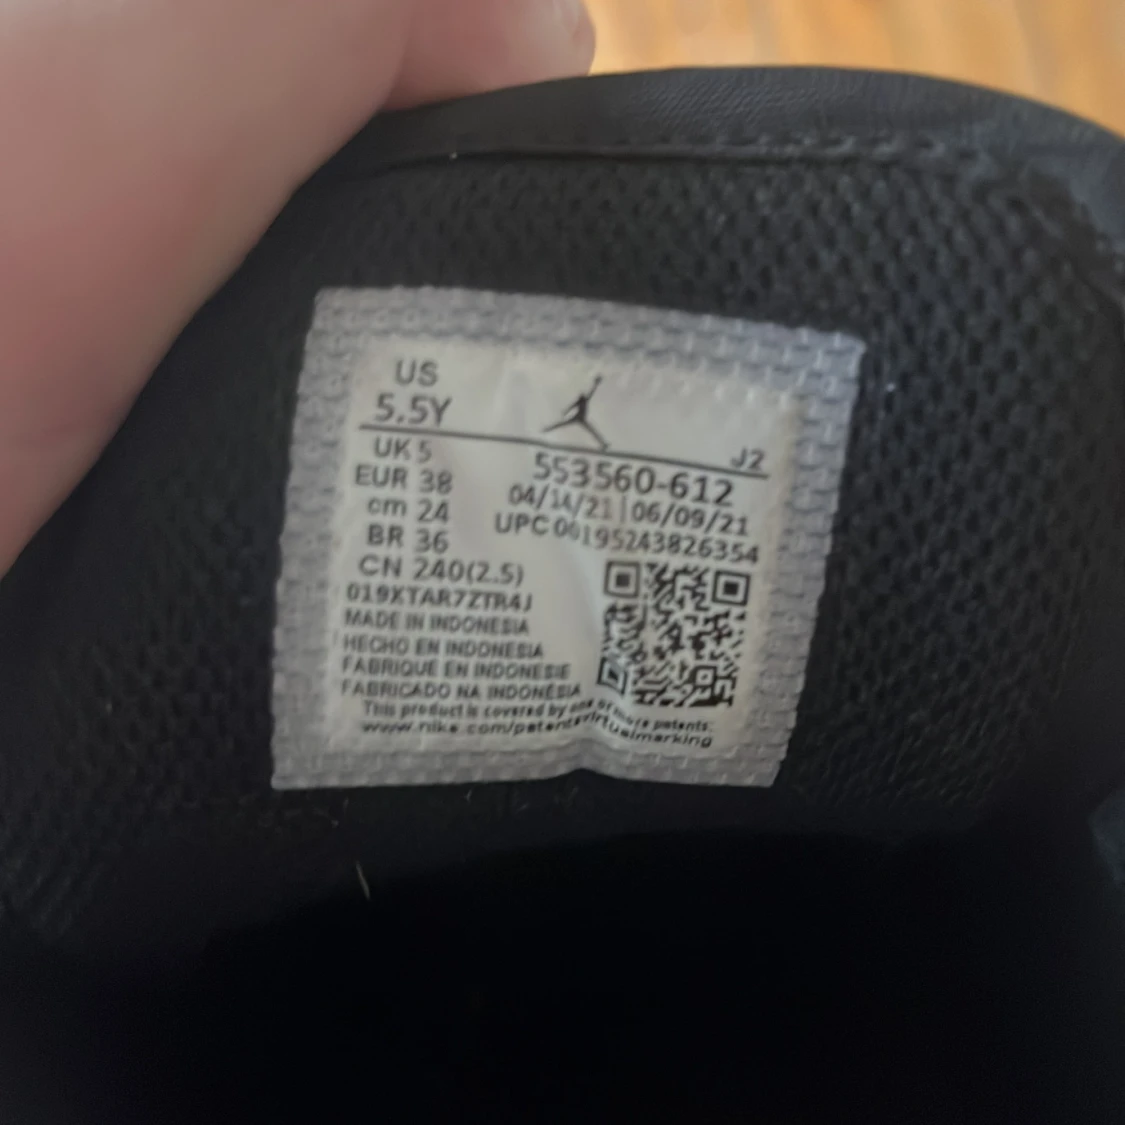 US
5.5Y
J2
UK 5
EUR 38
cm 24
BR 36
CN 240(2.5)
553560-612
04/14/21|06/09/21
UPC 00195243826354
019XTAR7ZTR4J
MADE IN INDONESIA
HECHO EN INDONESIA
FABRIQUE EN INDONESIE
FABRICADO NA INDONÉSIA
This product is covered by one or more patents:
www.nike.com/patentsvirtualmarking